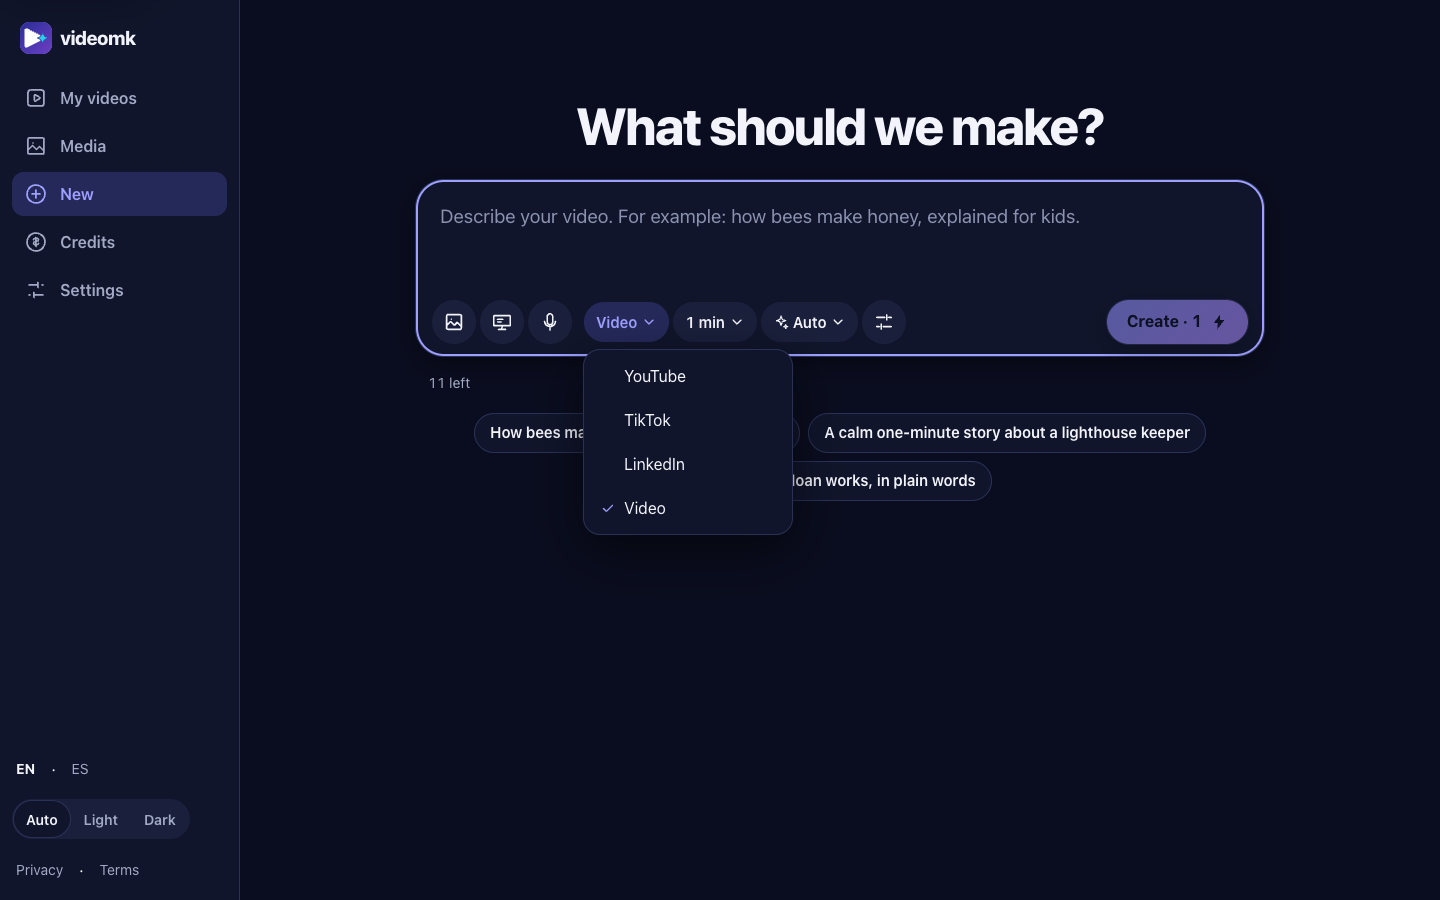 videomk
My videos
Media
New
Credits
Settings
What should we make?
Describe your video. For example: how bees make honey, explained for kids.
Video
1 min
Auto
Create · 1
11 left
YouTube
TikTok
LinkedIn
Video
How bees
A calm one-minute story about a lighthouse keeper
loan works, in plain words
EN · ES
Auto Light Dark
Privacy · Terms